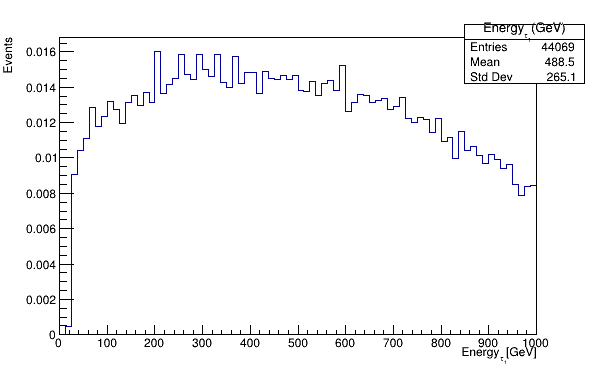 Energy_τ₁ (GeV)
Entries 44069
Mean 488.5
Std Dev 265.1
Events
0.016
0.014
0.012
0.01
0.008
0.006
0.004
0.002
0
0 100 200 300 400 500 600 700 800 900 1000
Energy_τ₁ [GeV]